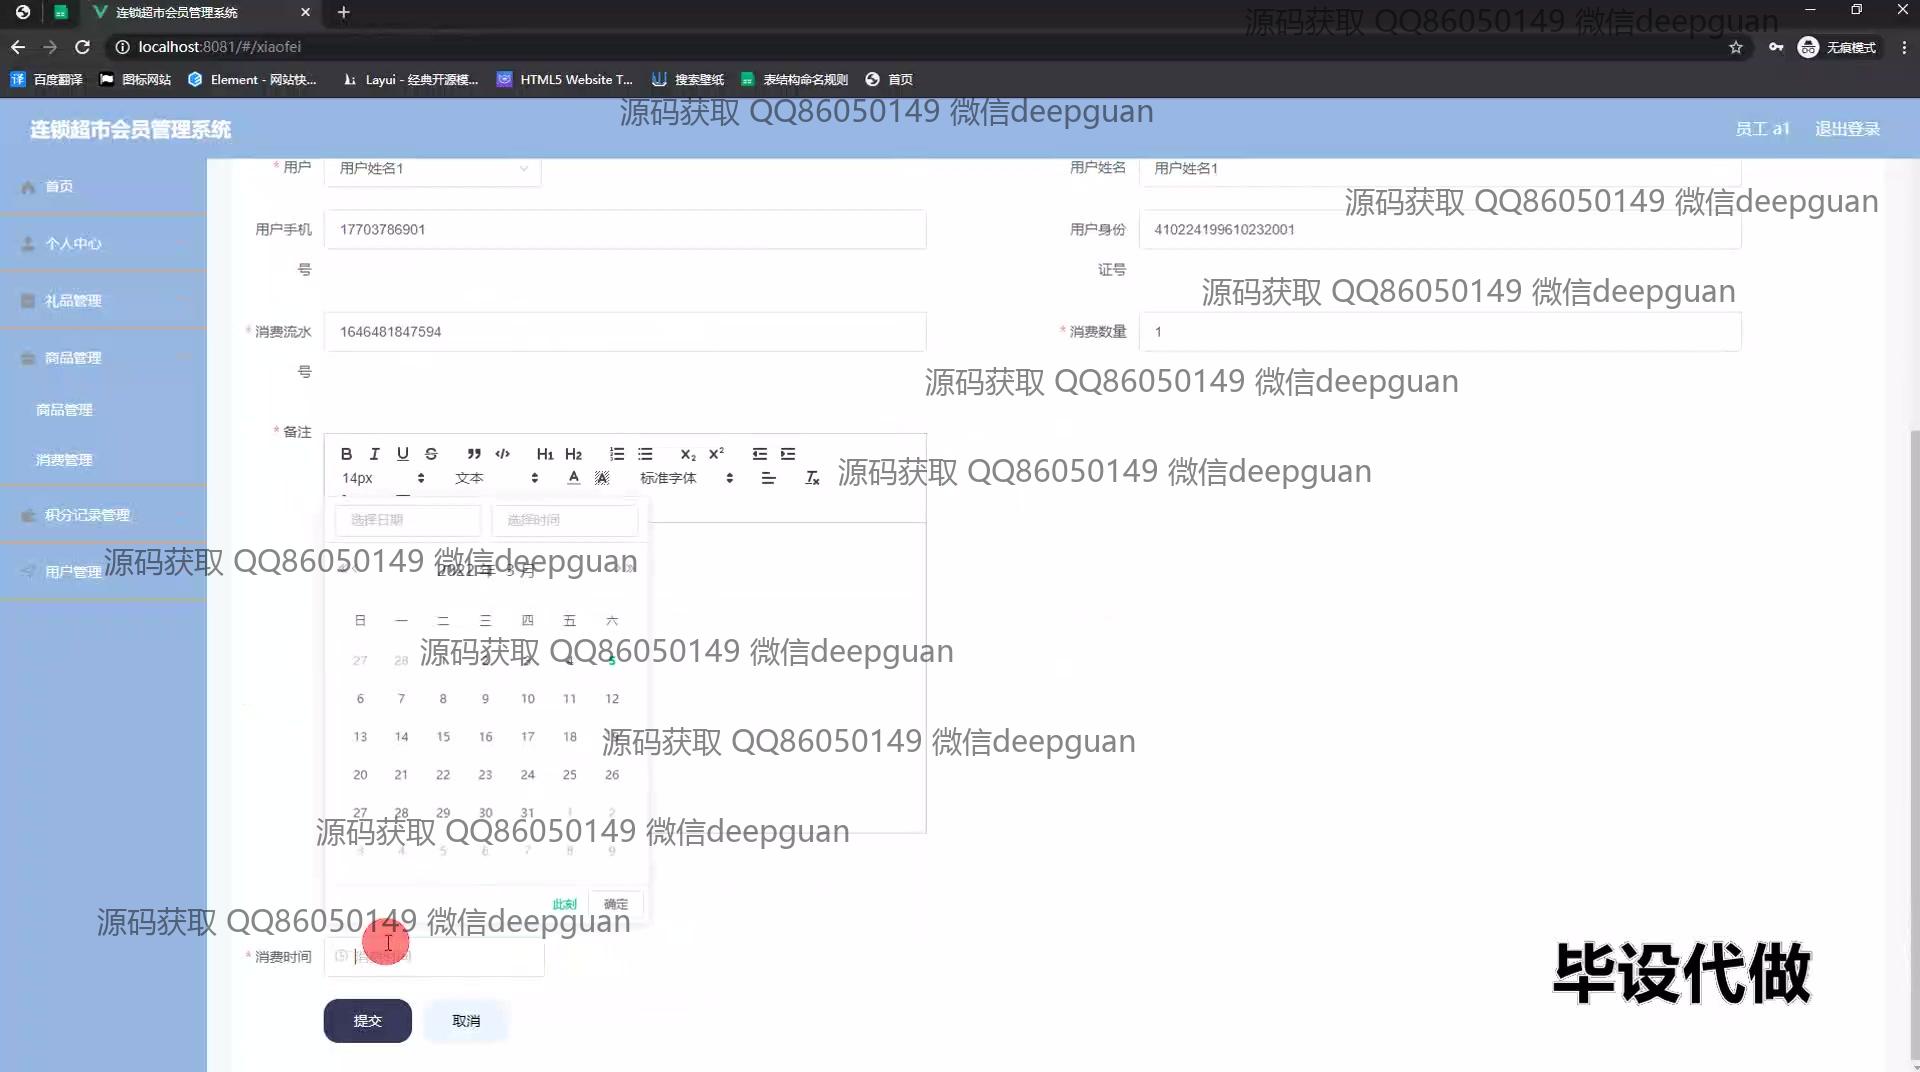 连锁超市会员管理系统
源码获取 QQ86050149 微信deepguan
localhost:8081/#/xiaofei
无痕模式
百度翻译 图标网站 Element - 网站快... Layui - 经典开源模... HTML5 Website T... 搜索壁纸 表结构命名规则 首页
源码获取 QQ86050149 微信deepguan
连锁超市会员管理系统
员工 a1 退出登录
首页
个人中心
礼品管理
商品管理
商品管理
消费管理
积分记录管理
用户管理
* 用户 用户姓名1
用户姓名 用户姓名1
源码获取 QQ86050149 微信deepguan
用户手机号 17703786901
用户身份证号 410224199610232001
源码获取 QQ86050149 微信deepguan
* 消费流水号 1646481847594
* 消费数量 1
源码获取 QQ86050149 微信deepguan
* 备注
B I U S H1 H2 X2 X2
14px 文本 A 标准字体
源码获取 QQ86050149 微信deepguan
选择日期 选择时间
源码获取 QQ86050149 微信deepguan
2022 年 3 月
日 一 二 三 四 五 六
27 28 2 3 4 5
源码获取 QQ86050149 微信deepguan
6 7 8 9 10 11 12
13 14 15 16 17 18
源码获取 QQ86050149 微信deepguan
20 21 22 23 24 25 26
27 28 29 30 31 1 2
源码获取 QQ86050149 微信deepguan
3 4 5 6 7 8 9
此刻 确定
源码获取 QQ86050149 微信deepguan
* 消费时间
提交 取消
毕设代做